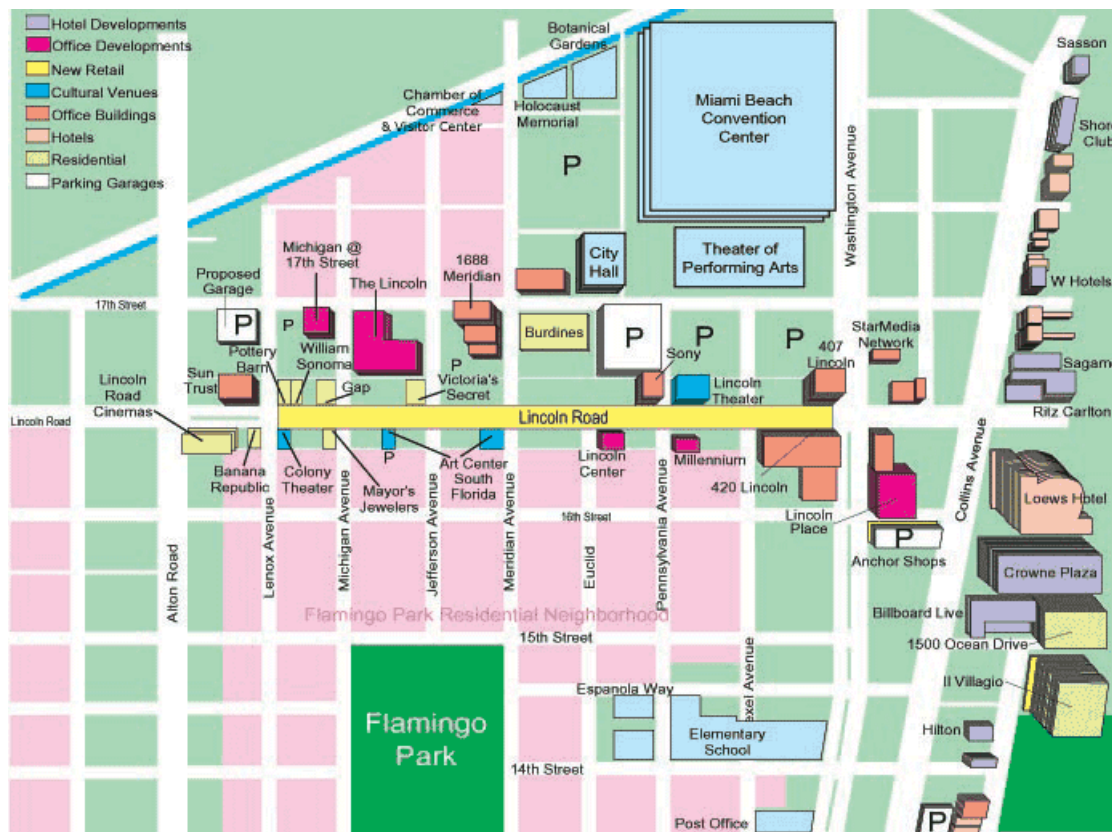 Hotel Developments
Office Developments
New Retail
Cultural Venues
Office Buildings
Hotels
Residential
Parking Garages
Botanical
Gardens
Chamber of
Commerce
& Visitor Center
Holocaust
Memorial
Miami Beach
Convention
Center
Washington Avenue
Sasson
Shore
Club
P
City
Hall
Theater of
Performing Arts
W Hotels
Michigan @
17th Street
1688
Meridian
Proposed
Garage
The Lincoln
17th Street
P
P
Burdines
P
P
P
StarMedia
Network
407
Lincoln
Pottery
Barn
William
Sonoma
P
Sony
Sagamo
Sun
Trust
Gap
Victoria's
Secret
Lincoln
Theater
Lincoln
Road
Cinemas
Ritz Carlton
Lincoln Road
Lincoln Road
Banana
Republic
Colony
Theater
P
Mayor's
Jewelers
Art Center
South
Florida
Lincoln
Center
Millennium
420 Lincoln
Lincoln
Place
Collins Avenue
Loews Hotel
16th Street
P
Anchor Shops
Alton Road
Lenox Avenue
Michigan Avenue
Jefferson Avenue
Meridian Avenue
Euclid
Pennsylvania Avenue
Crowne Plaza
Flamingo Park Residential Neighborhood
Billboard Live
15th Street
1500 Ocean Drive
Espanola Way
exel Avenue
Il Villagio
Flamingo
Park
Elementary
School
Hilton
14th Street
Post Office
P